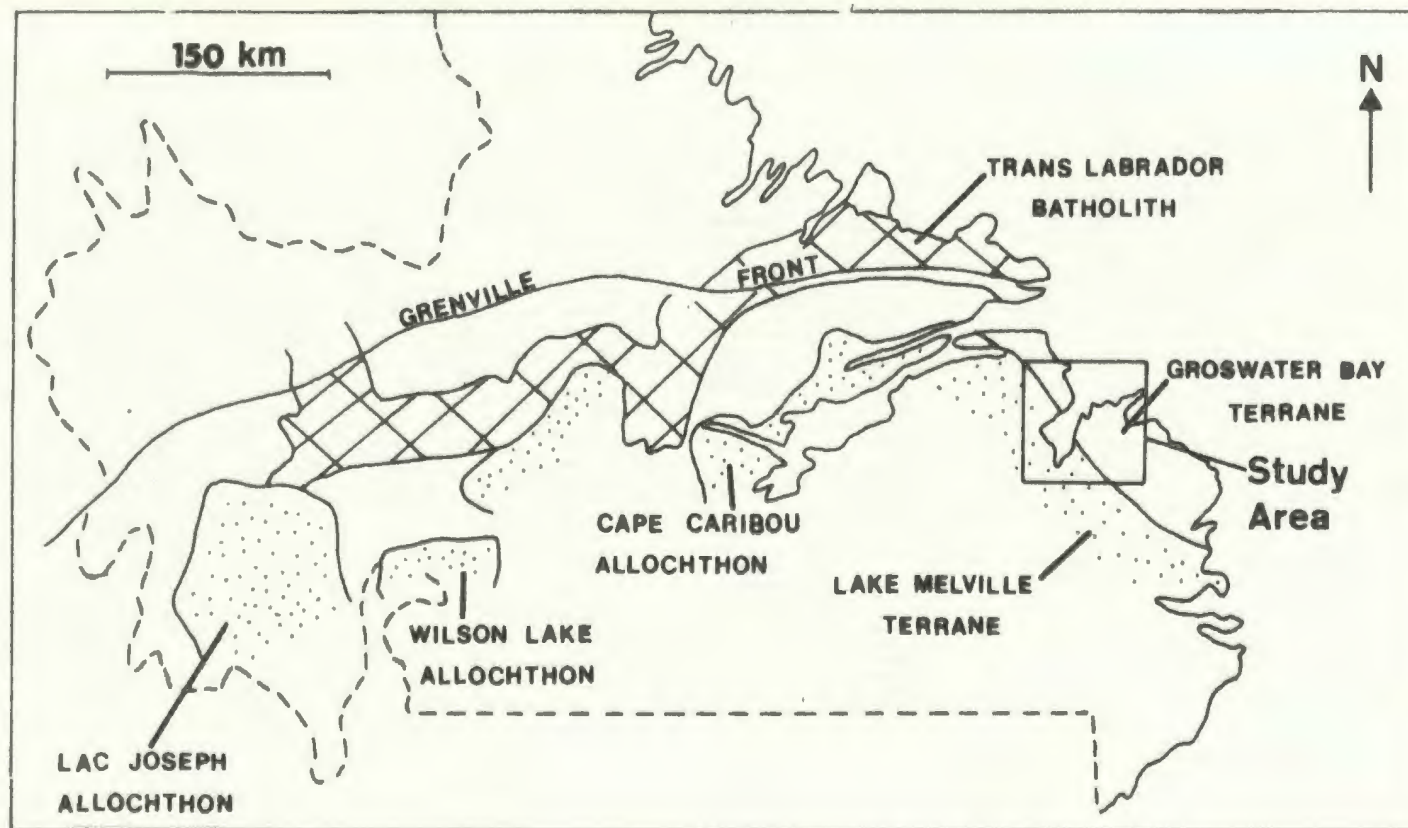 150 km
N
TRANS LABRADOR
BATHOLITH
GRENVILLE
FRONT
GROSWATER BAY
TERRANE
Study
Area
CAPE CARIBOU
ALLOCHTHON
LAKE MELVILLE
TERRANE
WILSON LAKE
ALLOCHTHON
LAC JOSEPH
ALLOCHTHON